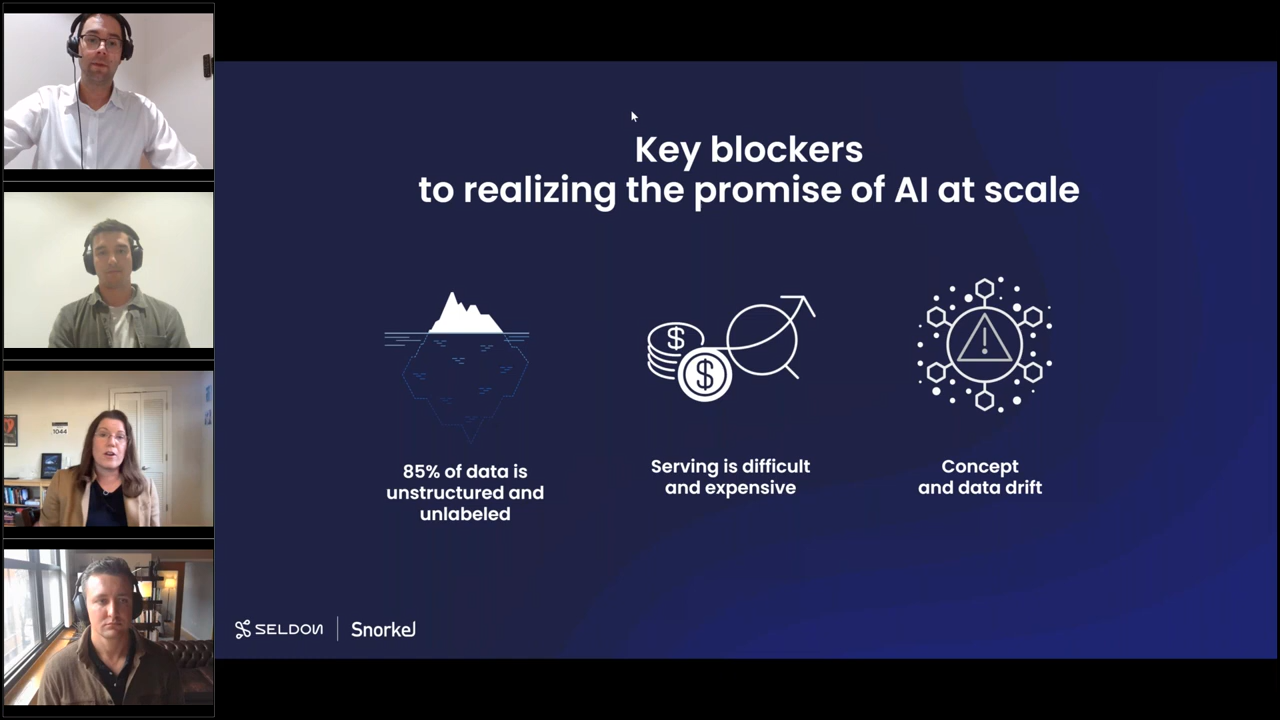 Key blockers
to realizing the promise of AI at scale
$
$
85% of data is
unstructured and
unlabeled
Serving is difficult
and expensive
!
Concept
and data drift
SELDON
Snorkel
1044